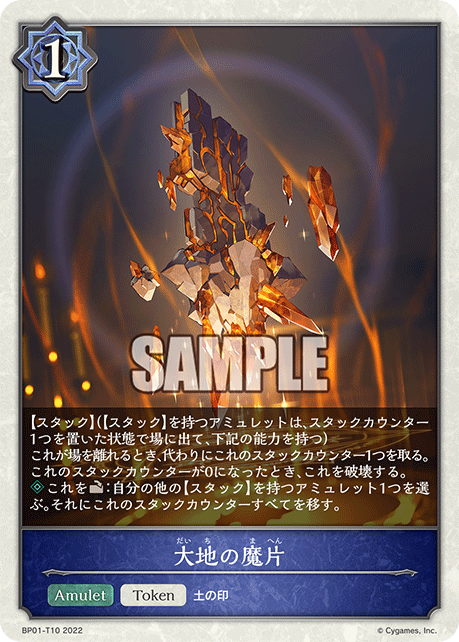 1
SAMPLE
【スタック】(【スタック】を持つアミュレットは、スタックカウンター
1つを置いた状態で場に出て、下記の能力を持つ)
これが場を離れるとき、代わりにこれのスタックカウンター1つを取る。
これのスタックカウンターが0になったとき、これを破壊する。
これを:自分の他の【スタック】を持つアミュレット1つを選
ぶ。それにこれのスタックカウンターすべてを移す。
だいち まへん
大地の魔片
Amulet Token 土の印
BP01-T10 2022 © Cygames, Inc.